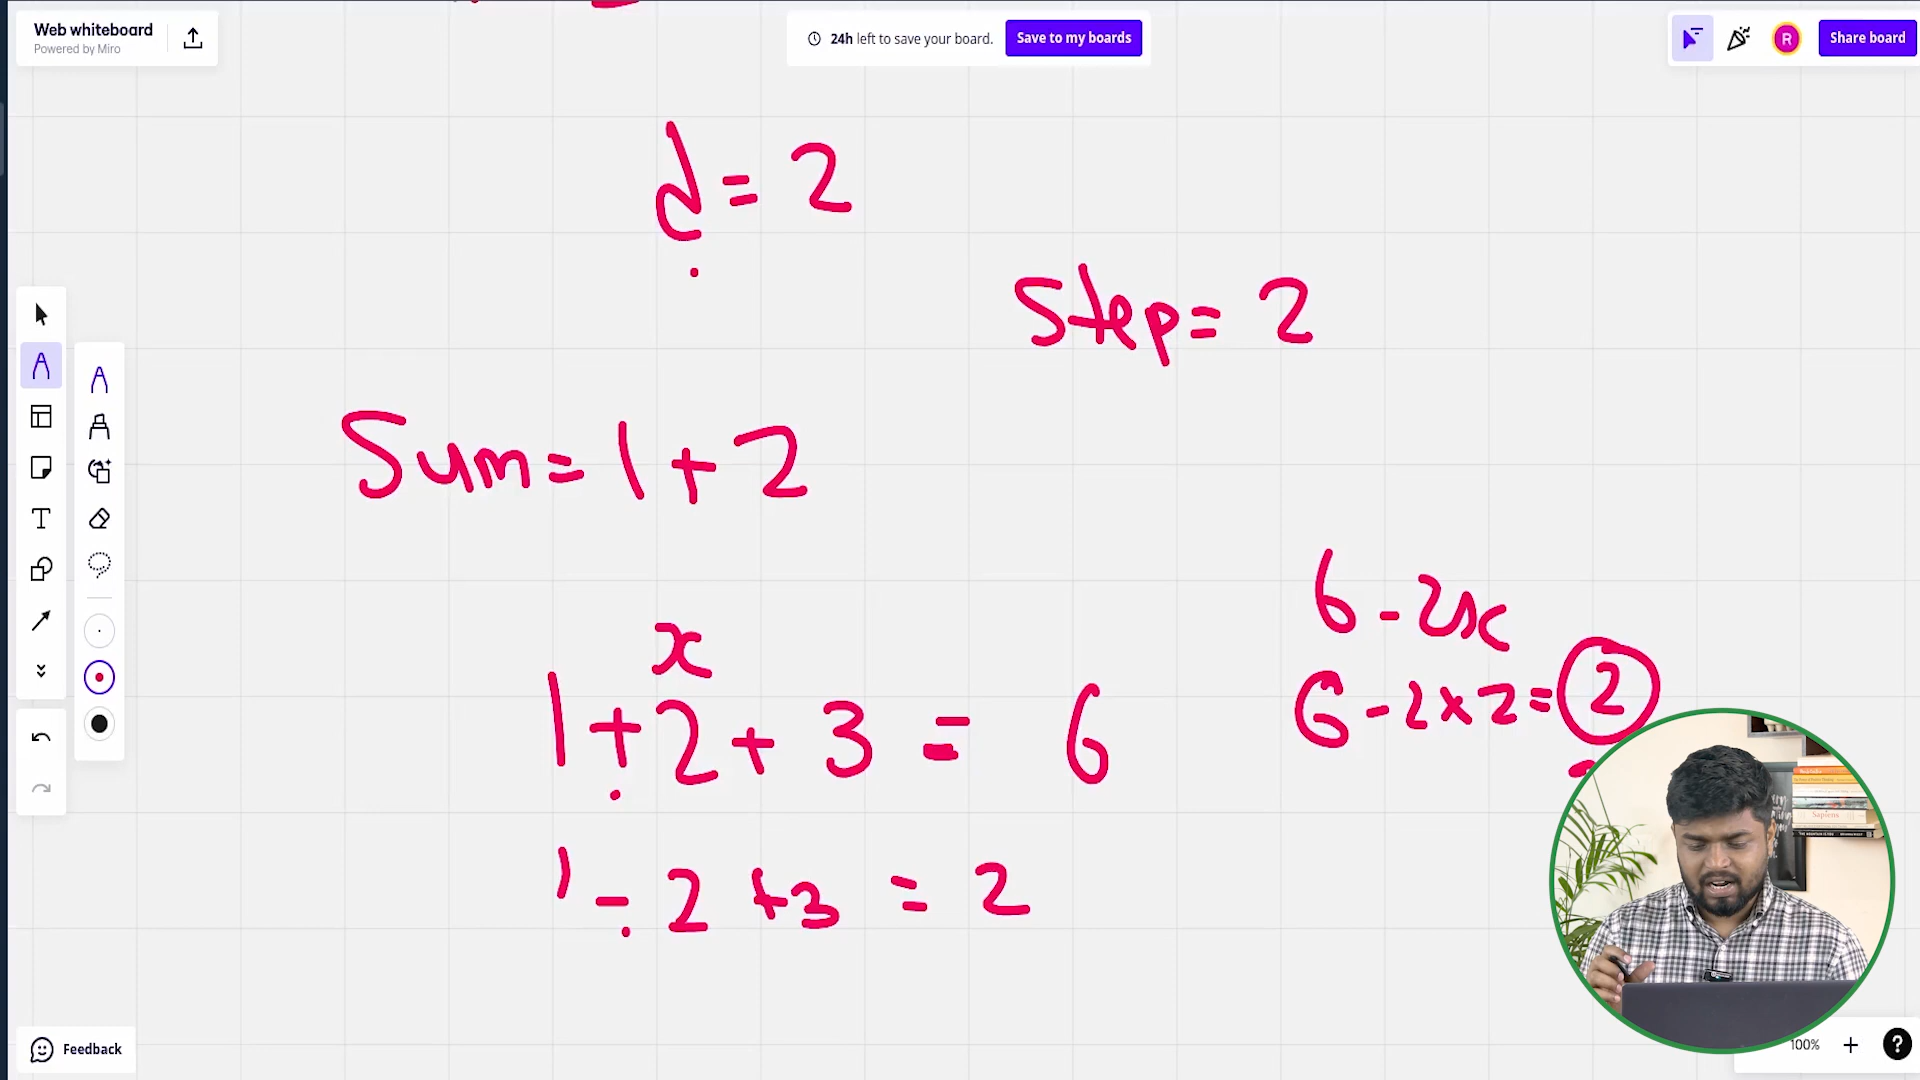 Web whiteboard
Powered by Miro
24h left to save your board.
Save to my boards
R
Share board
d = 2
Step = 2
Sum = 1 + 2
6 - 2x
x
6 - 2 x 2 = 2
1 + 2 + 3 = 6
1 - 2 + 3 = 2
Sapiens
Feedback
100%